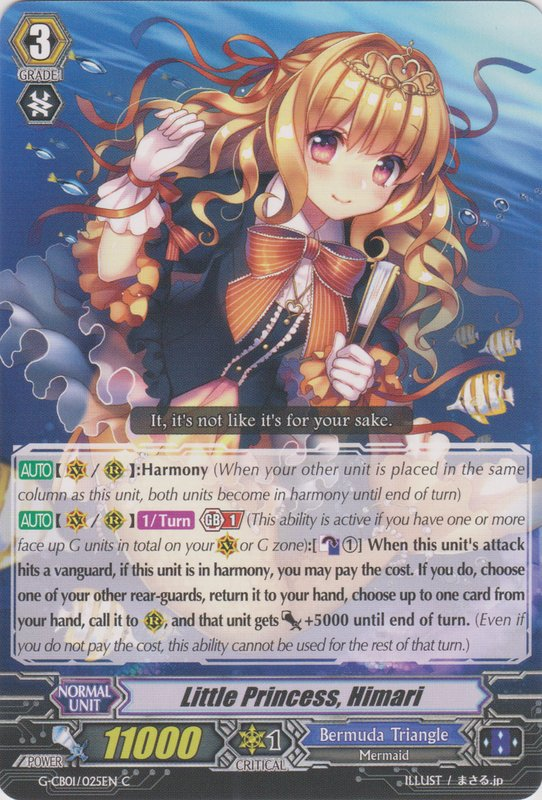 3
GRADE
It, it's not like it's for your sake.
AUTO【 V / R 】:Harmony (When your other unit is placed in the same
column as this unit, both units become in harmony until end of turn)
AUTO【 V / R 】1/Turn GB 1 (This ability is active if you have one or more
face up G units in total on your V or G zone):[ ①] When this unit's attack
hits a vanguard, if this unit is in harmony, you may pay the cost. If you do, choose
one of your other rear-guards, return it to your hand, choose up to one card from
your hand, call it to R, and that unit gets +5000 until end of turn. (Even if
you do not pay the cost, this ability cannot be used for the rest of that turn.)
NORMAL
UNIT
Little Princess, Himari
POWER
11000
1
CRITICAL
Bermuda Triangle
Mermaid
G-CB01/025EN C
ILLUST / まさる.jp